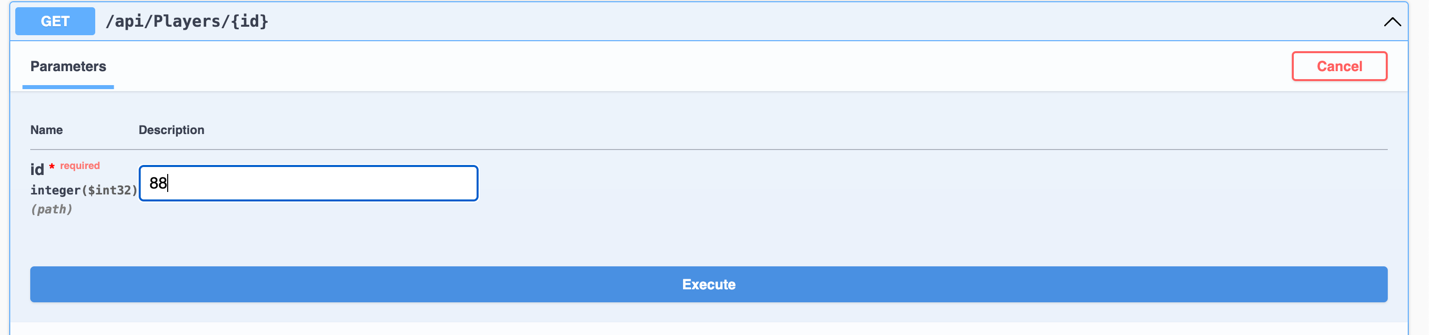 GET /api/Players/{id}
Parameters
Cancel
Name Description
id * required
integer($int32)
(path)
88
Execute